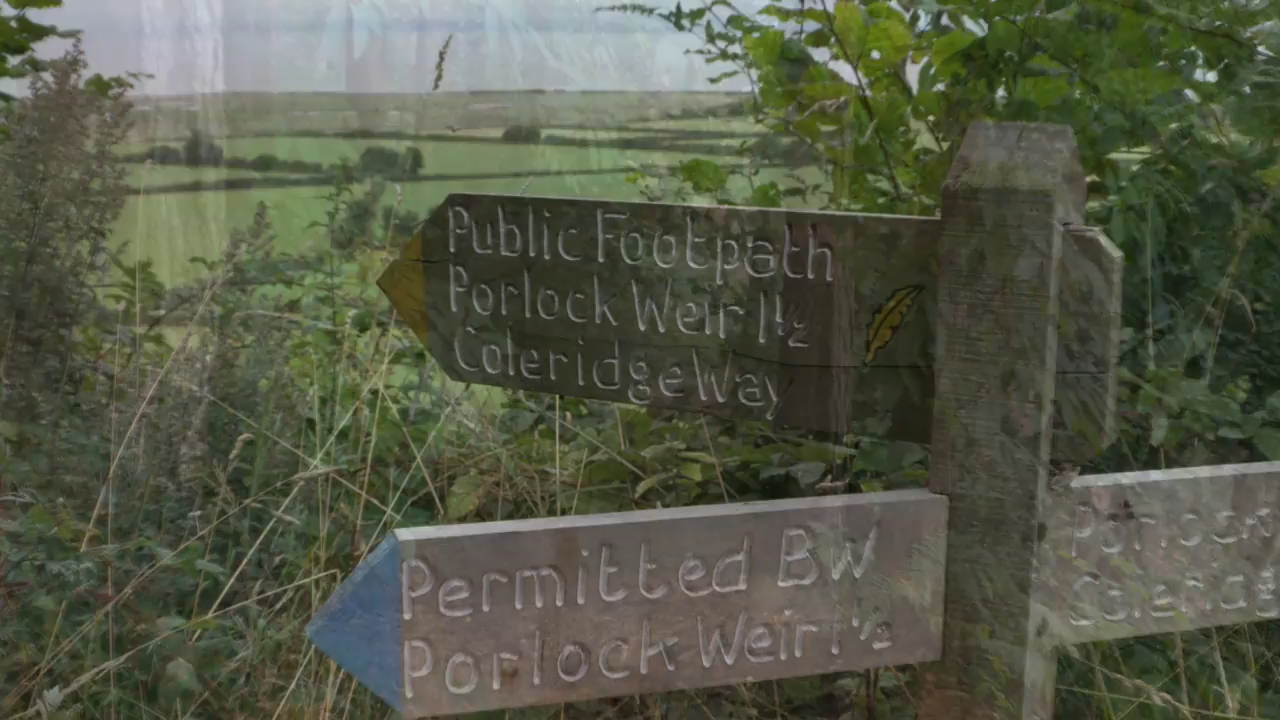 Public Footpath
Porlock Weir 1½
Coleridge Way
Permitted BW
Porlock Weir 1½